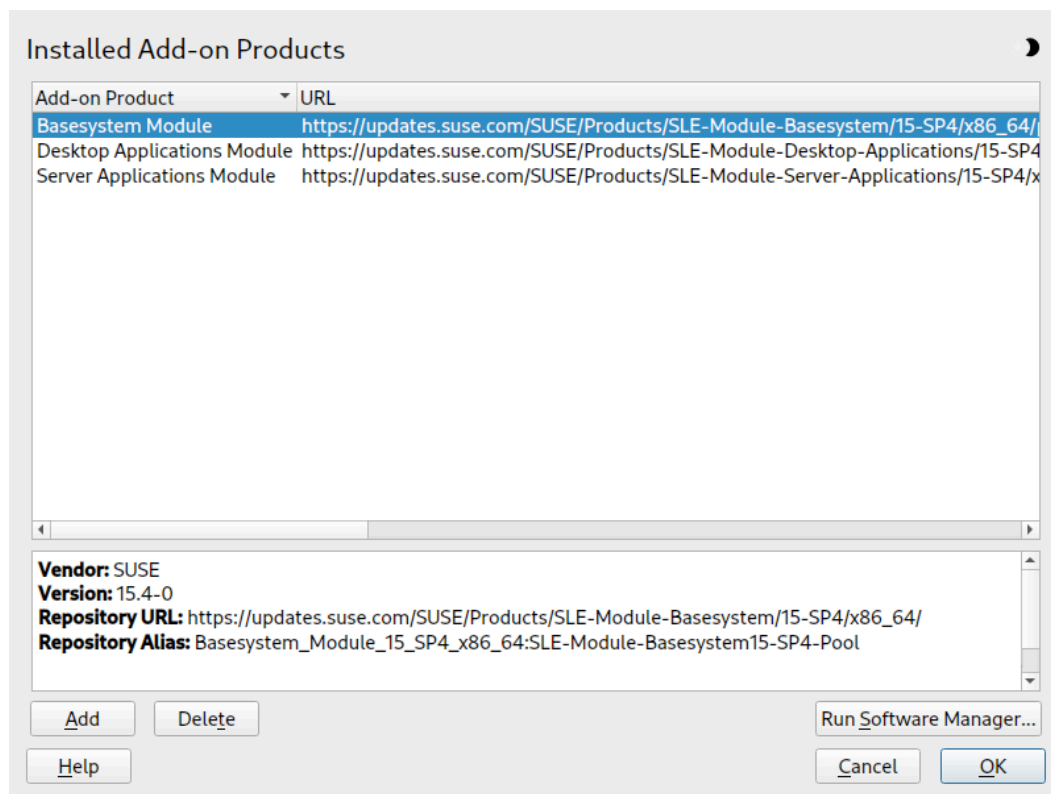 Installed Add-on Products
Add-on Product URL
Basesystem Module https://updates.suse.com/SUSE/Products/SLE-Module-Basesystem/15-SP4/x86_64/
Desktop Applications Module https://updates.suse.com/SUSE/Products/SLE-Module-Desktop-Applications/15-SP4
Server Applications Module https://updates.suse.com/SUSE/Products/SLE-Module-Server-Applications/15-SP4/x
Vendor: SUSE
Version: 15.4-0
Repository URL: https://updates.suse.com/SUSE/Products/SLE-Module-Basesystem/15-SP4/x86_64/
Repository Alias: Basesystem_Module_15_SP4_x86_64:SLE-Module-Basesystem15-SP4-Pool
Add Delete Run Software Manager...
Help Cancel OK